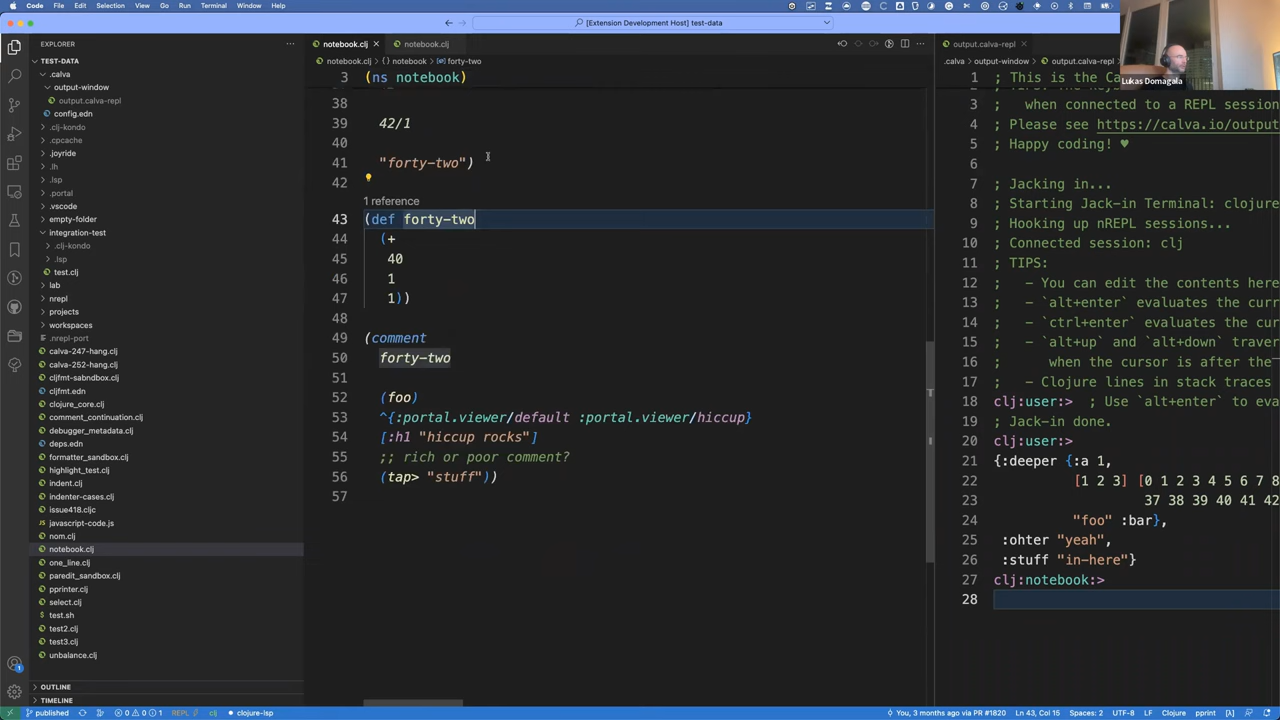 Code File Edit Selection View Go Run Terminal Window Help
[Extension Development Host] test-data
EXPLORER
TEST-DATA
.calva
output-window
output.calva-repl
config.edn
.clj-kondo
.cpcache
.joyride
.lh
.lsp
.portal
.vscode
empty-folder
integration-test
.clj-kondo
.lsp
test.clj
lab
nrepl
projects
workspaces
.nrepl-port
calva-247-hang.clj
calva-252-hang.clj
cljfmt-sabndbox.clj
cljfmt.edn
clojure_core.clj
comment_continuation.clj
debugger_metadata.clj
deps.edn
formatter_sandbox.clj
highlight_test.clj
indent.clj
indenter-cases.clj
issue418.cljc
javascript-code.js
nom.clj
notebook.clj
one_line.clj
paredit_sandbox.clj
pprinter.clj
select.clj
test.sh
test2.clj
test3.clj
unbalance.clj
OUTLINE
TIMELINE
notebook.clj
notebook.clj
notebook.clj > {} notebook > forty-two
3 (ns notebook)
38
39 42/1
40
41 "forty-two")
42
1 reference
43 (def forty-two
44 (+
45 40
46 1
47 1))
48
49 (comment
50 forty-two
51
52 (foo)
53 ^{:portal.viewer/default :portal.viewer/hiccup}
54 [:h1 "hiccup rocks"]
55 ;; rich or poor comment?
56 (tap> "stuff"))
57
output.calva-repl
.calva > output-window > output.calva-repl
Lukas Domagala
1 ; This is the Ca
2
3 ; when connected to a REPL session
4 ; Please see https://calva.io/output
5 ; Happy coding! ♥
6
7 ; Jacking in...
8 ; Starting Jack-in Terminal: clojure
9 ; Hooking up nREPL sessions...
10 ; Connected session: clj
11 ; TIPS:
12 ; - You can edit the contents here
13 ; - `alt+enter` evaluates the curr
14 ; - `ctrl+enter` evaluates the cu
15 ; - `alt+up` and `alt+down` traver
16 ; when the cursor is after the
17 ; - Clojure lines in stack traces
18 clj:user:> ; Use `alt+enter` to eva
19 ; Jack-in done.
20 clj:user:>
21 {:deeper {:a 1,
22 [1 2 3] [0 1 2 3 4 5 6 7 8
23 37 38 39 40 41 42
24 "foo" :bar},
25 :ohter "yeah",
26 :stuff "in-here"}
27 clj:notebook:>
28
published 0 0 1 REPL clj clojure-lsp
You, 3 months ago via PR #1820 Ln 43, Col 15 Spaces: 2 UTF-8 LF Clojure pprint [λ]